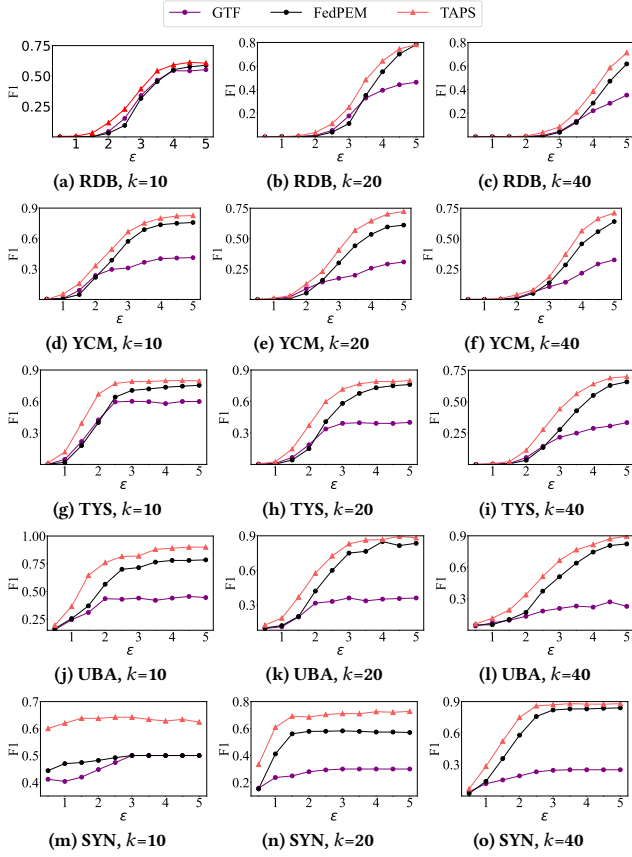 GTF FedPEM TAPS
0.75
0.50
0.25
F1
1 2 3 4 5
ε
(a) RDB, k=10
0.8
0.6
0.4
0.2
F1
1 2 3 4 5
ε
(b) RDB, k=20
0.75
0.50
0.25
F1
1 2 3 4 5
ε
(c) RDB, k=40
0.9
0.6
0.3
F1
1 2 3 4 5
ε
(d) YCM, k=10
0.75
0.50
0.25
F1
1 2 3 4 5
ε
(e) YCM, k=20
0.75
0.50
0.25
F1
1 2 3 4 5
ε
(f) YCM, k=40
0.9
0.6
0.3
F1
1 2 3 4 5
ε
(g) TYS, k=10
0.9
0.6
0.3
F1
1 2 3 4 5
ε
(h) TYS, k=20
0.75
0.50
0.25
F1
1 2 3 4 5
ε
(i) TYS, k=40
1.00
0.75
0.50
0.25
F1
1 2 3 4 5
ε
(j) UBA, k=10
0.9
0.6
0.3
F1
1 2 3 4 5
ε
(k) UBA, k=20
0.9
0.6
0.3
F1
1 2 3 4 5
ε
(l) UBA, k=40
0.7
0.6
0.5
0.4
F1
1 2 3 4 5
ε
(m) SYN, k=10
0.8
0.6
0.4
0.2
F1
1 2 3 4 5
ε
(n) SYN, k=20
0.9
0.6
0.3
F1
1 2 3 4 5
ε
(o) SYN, k=40